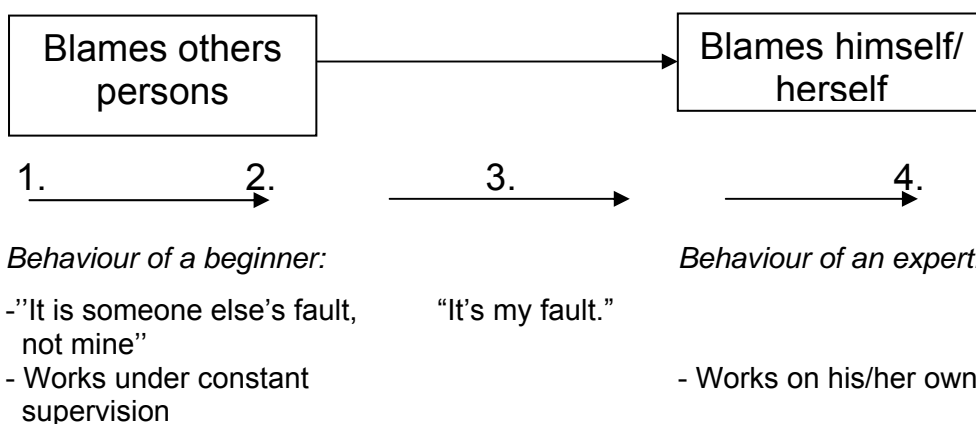 Blames others
persons
Blames himself/
herself
1.
2.
3.
4.
Behaviour of a beginner:
Behaviour of an expert:
-’’It is someone else’s fault,
not mine’’
“It’s my fault.”
- Works under constant
supervision
- Works on his/her own